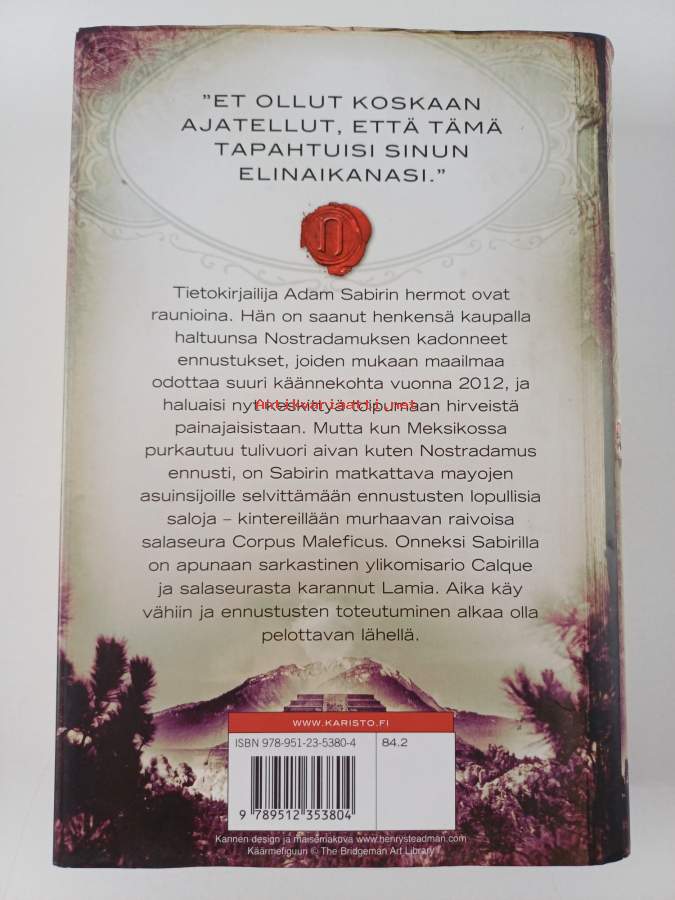 ”ET OLLUT KOSKAAN
AJATELLUT, ETTÄ TÄMÄ
TAPAHTUISI SINUN
ELINAIKANASI.”
n
Tietokirjailija Adam Sabirin hermot ovat
raunioina. Hän on saanut henkensä kaupalla
haltuunsa Nostradamuksen kadonneet
ennustukset, joiden mukaan maailmaa
odottaa suuri käännekohta vuonna 2012, ja
haluaisi nyt keskittyä toipumaan hirveistä
Antikvariaatti.net
painajaisistaan. Mutta kun Meksikossa
purkautuu tulivuori aivan kuten Nostradamus
ennusti, on Sabirin matkattava mayojen
asuinsijoille selvittämään ennustusten lopullisia
saloja – kintereillään murhaavan raivoisa
salaseura Corpus Maleficus. Onneksi Sabirilla
on apunaan sarkastinen ylikomisario Calque
ja salaseurasta karannut Lamia. Aika käy
vähiin ja ennustusten toteutuminen alkaa olla
pelottavan lähellä.
WWW.KARISTO.FI
ISBN 978-951-23-5380-4
84.2
9 789512 353804
Kannen design ja maisemakuva www.henrysteadman.com
Käärmefiguuri © The Bridgeman Art Library